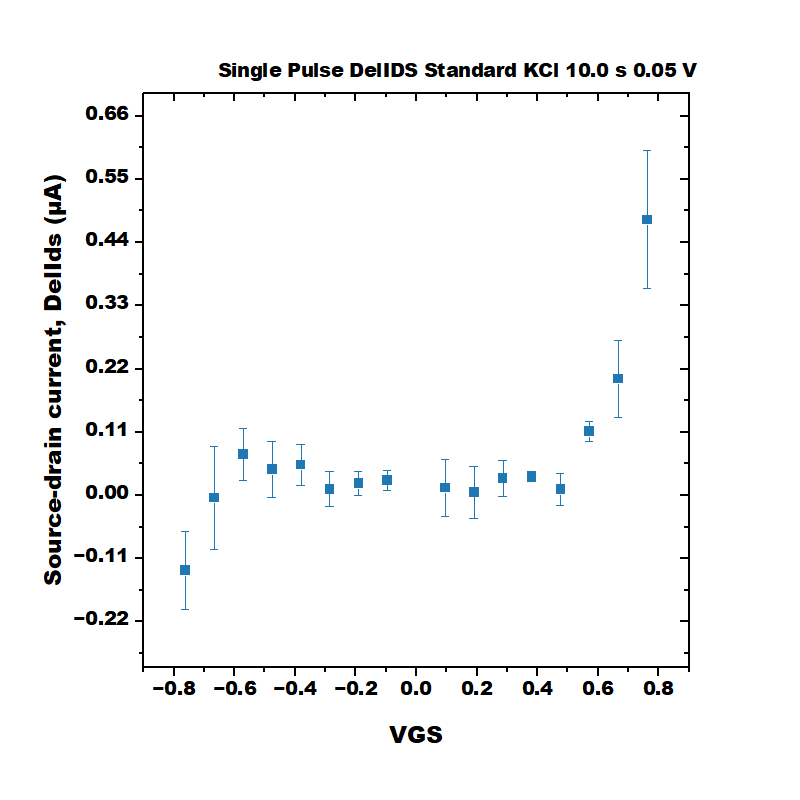 Single Pulse DelIDS Standard KCl 10.0 s 0.05 V
0.66
0.55
0.44
0.33
0.22
0.11
0.00
−0.11
−0.22
Source-drain current, DelIds (µA)
−0.8 −0.6 −0.4 −0.2 0.0 0.2 0.4 0.6 0.8
VGS